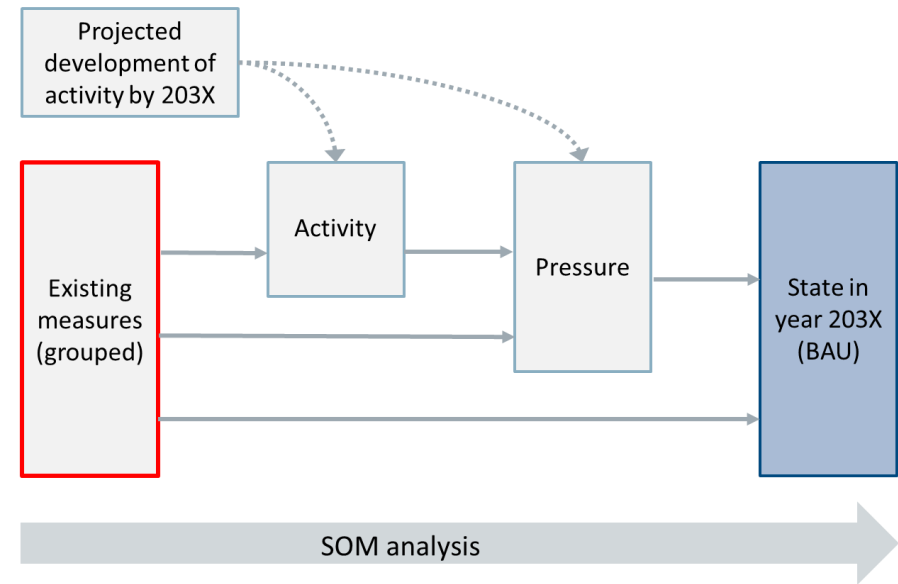 Projected
development of
activity by 203X
Activity
Pressure
Existing
measures
(grouped)
State in
year 203X
(BAU)
SOM analysis